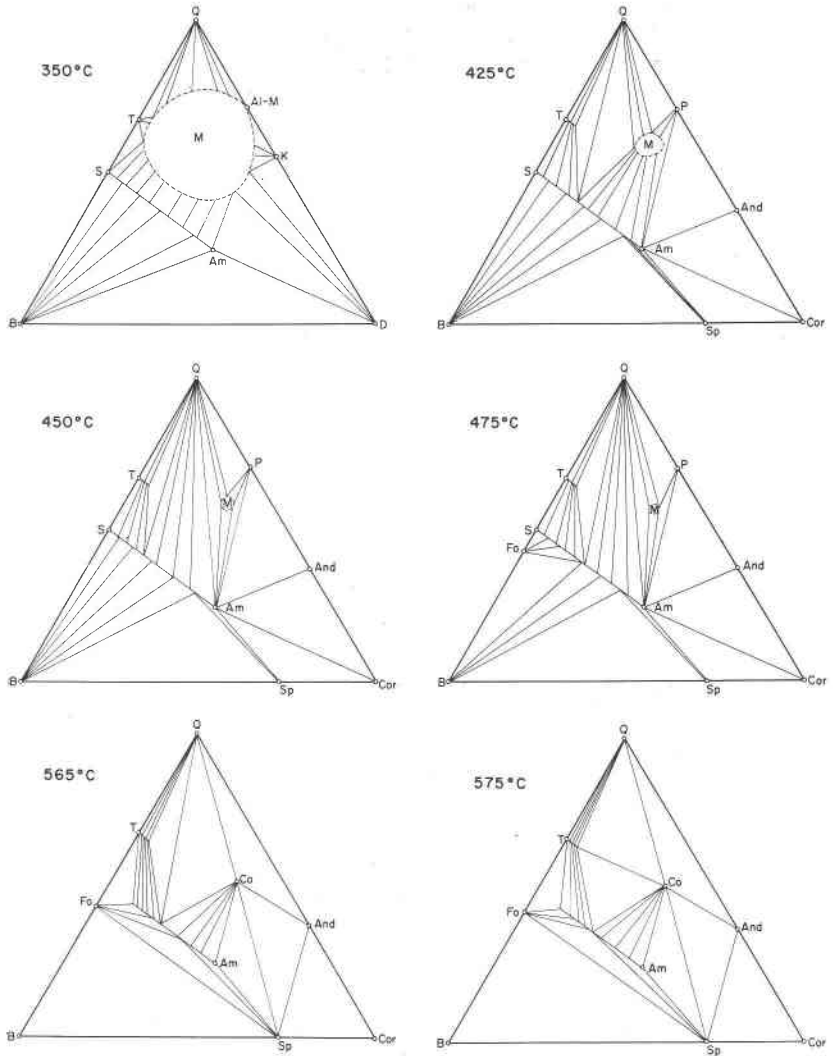 Q
350°C
T
M
Al-M
S
K
Am
B
D
Q
425°C
T
P
M
S
And
Am
B
Sp
Cor
Q
450°C
T
P
M
S
And
Am
B
Sp
Cor
Q
475°C
T
P
M
S
Fo
And
Am
B
Sp
Cor
Q
565°C
T
Co
Fo
And
Am
B
Sp
Cor
Q
575°C
T
Co
Fo
And
Am
B
Sp
Cor